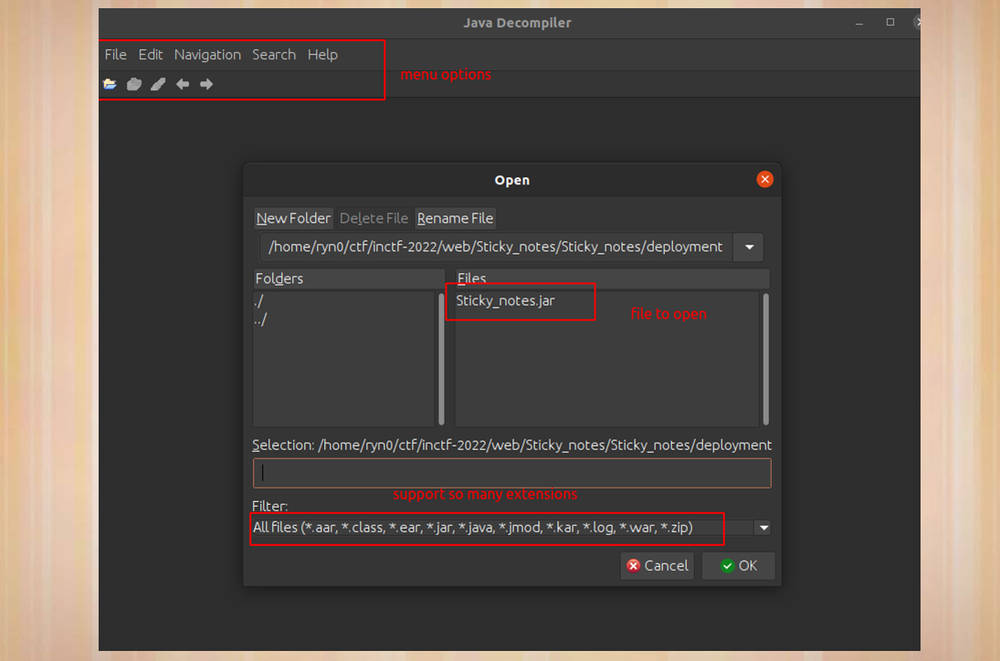 Java Decompiler
File Edit Navigation Search Help
menu options
Open
New Folder Delete File Rename File
/home/ryn0/ctf/inctf-2022/web/Sticky_notes/Sticky_notes/deployment
Folders Files
./ Sticky_notes.jar
file to open
../
Selection: /home/ryn0/ctf/inctf-2022/web/Sticky_notes/Sticky_notes/deployment
support so many extensions
Filter:
All files (*.aar, *.class, *.ear, *.jar, *.java, *.jmod, *.kar, *.log, *.war, *.zip)
Cancel OK